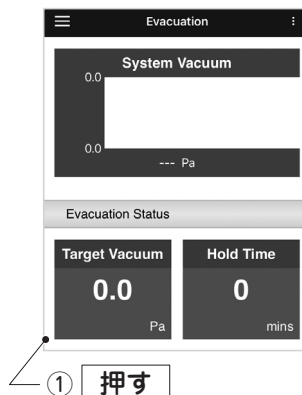 Evacuation
System Vacuum
0.0
0.0
--- Pa
Evacuation Status
Target Vacuum
0.0
Pa
Hold Time
0
mins
① 押す